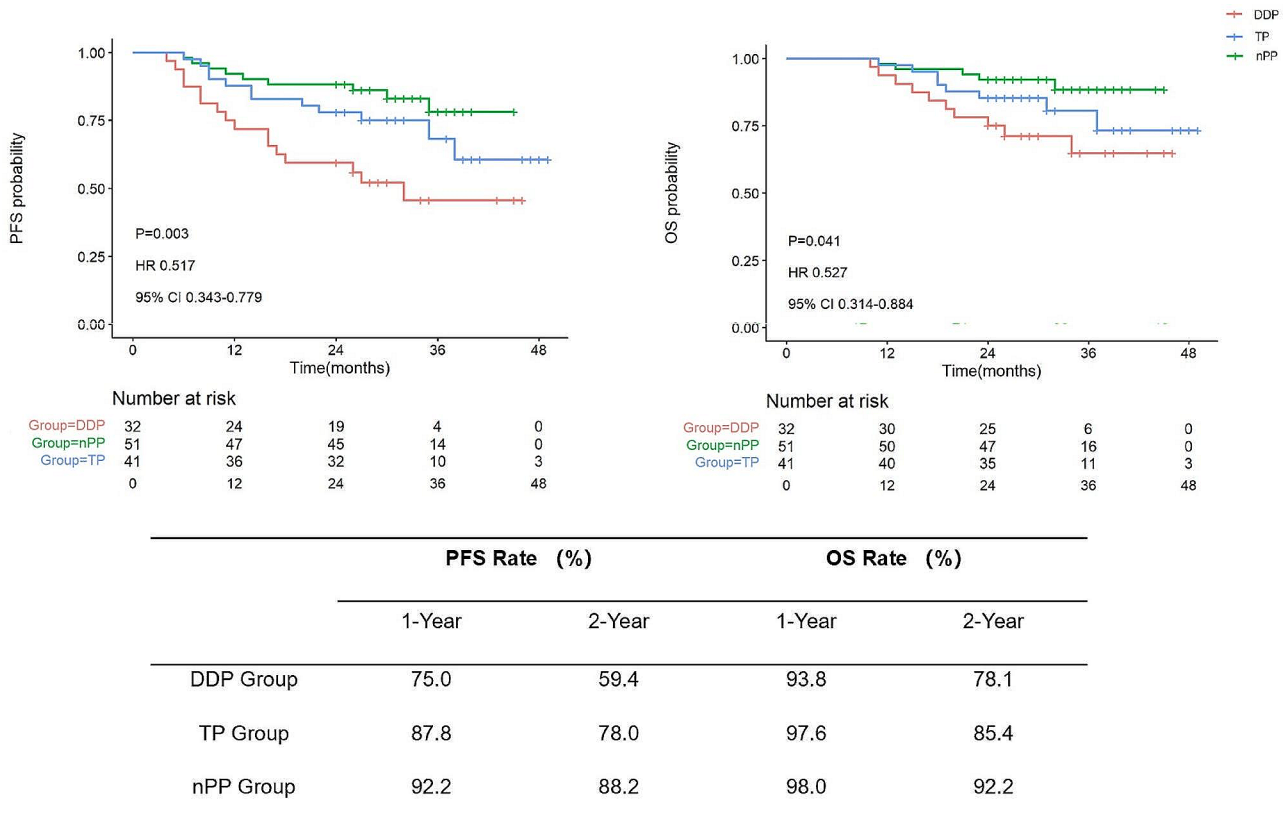 DDP
TP
nPP
PFS probability
1.00
0.75
0.50
0.25
0.00
P=0.003
HR 0.517
95% CI 0.343-0.779
0 12 24 36 48
Time(months)
Number at risk
Group=DDP 32 24 19 4 0
Group=nPP 51 47 45 14 0
Group=TP 41 36 32 10 3
0 12 24 36 48
OS probability
1.00
0.75
0.50
0.25
0.00
P=0.041
HR 0.527
95% CI 0.314-0.884
0 12 24 36 48
Time(months)
Number at risk
Group=DDP 32 30 25 6 0
Group=nPP 51 50 47 16 0
Group=TP 41 40 35 11 3
0 12 24 36 48
PFS Rate (%) OS Rate (%)
1-Year 2-Year 1-Year 2-Year
DDP Group 75.0 59.4 93.8 78.1
TP Group 87.8 78.0 97.6 85.4
nPP Group 92.2 88.2 98.0 92.2